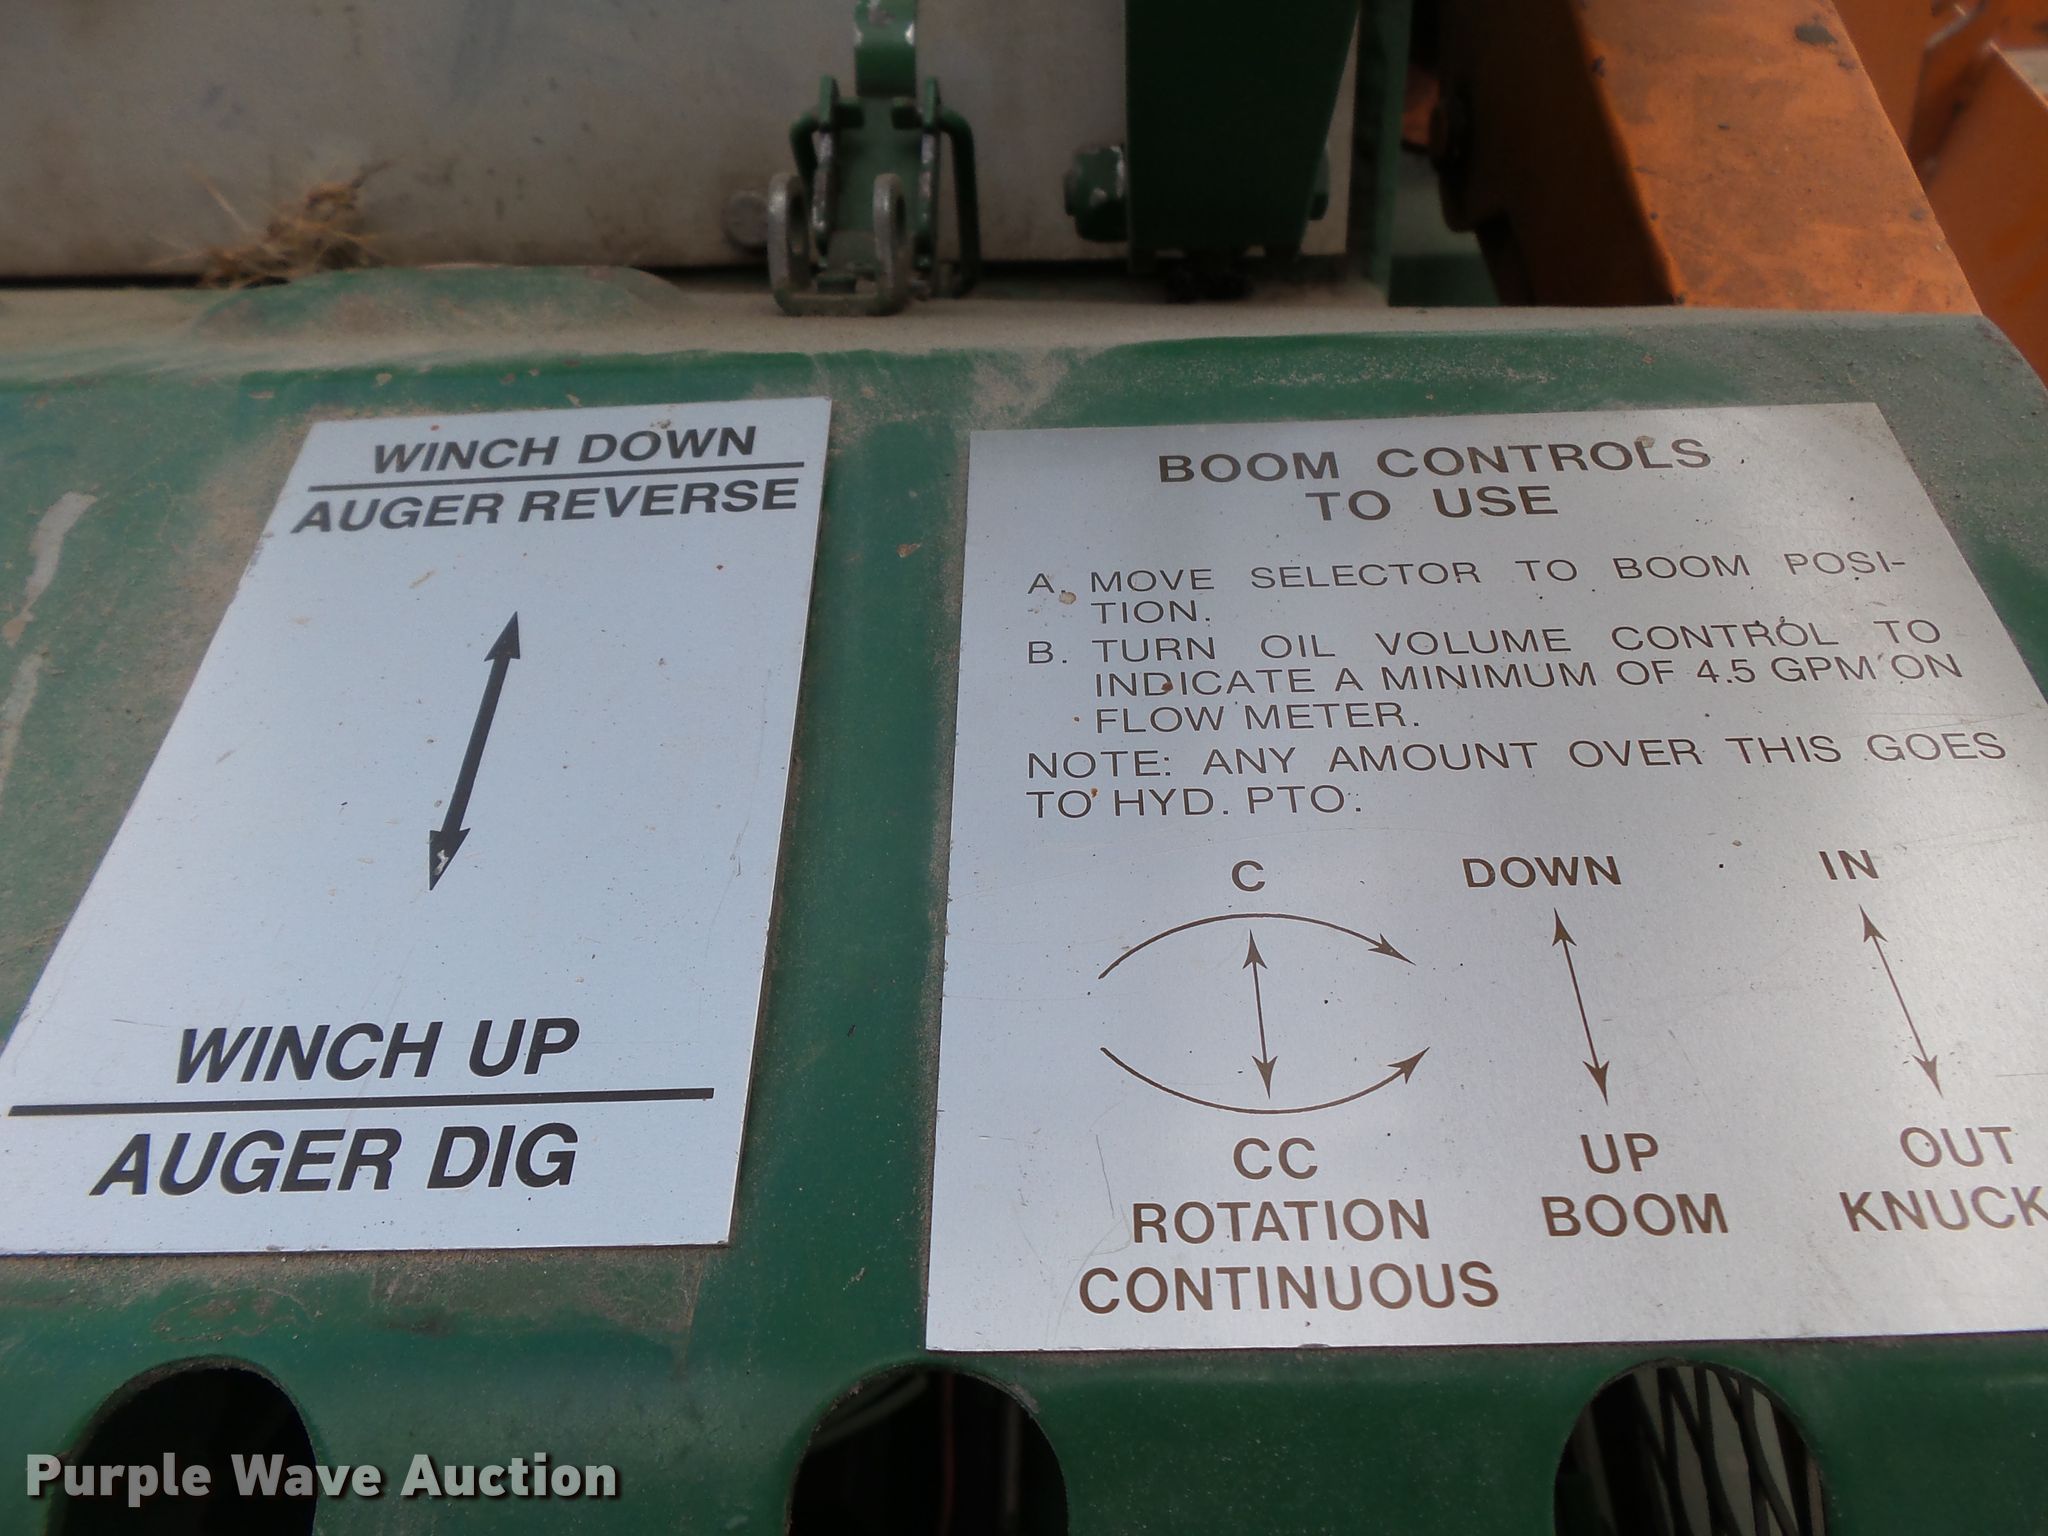 WINCH DOWN
AUGER REVERSE
WINCH UP
AUGER DIG
BOOM CONTROLS
TO USE
A. MOVE SELECTOR TO BOOM POSI-
TION.
B. TURN OIL VOLUME CONTROL TO
INDICATE A MINIMUM OF 4.5 GPM ON
FLOW METER.
NOTE: ANY AMOUNT OVER THIS GOES
TO HYD. PTO.
C DOWN IN
CC UP OUT
ROTATION BOOM KNUCK
CONTINUOUS
Purple Wave Auction